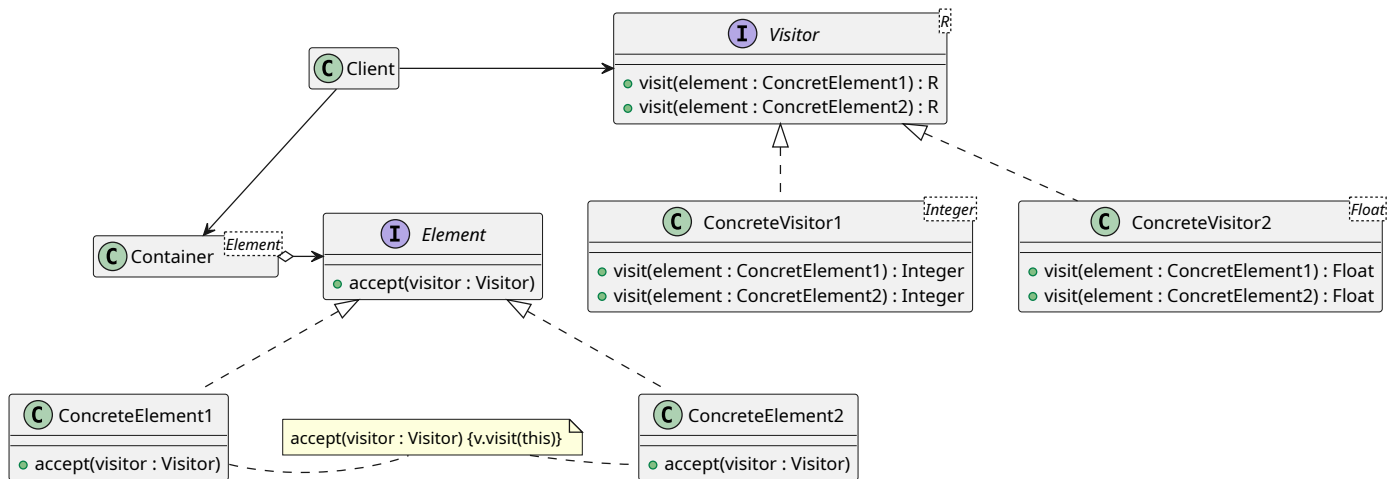 R
I Visitor
+ visit(element : ConcretElement1) : R
+ visit(element : ConcretElement2) : R
C Client
Integer
C ConcreteVisitor1
+ visit(element : ConcretElement1) : Integer
+ visit(element : ConcretElement2) : Integer
Float
C ConcreteVisitor2
+ visit(element : ConcretElement1) : Float
+ visit(element : ConcretElement2) : Float
Element
C Container
I Element
accept(visitor : Visitor)
C ConcreteElement1
accept(visitor : Visitor)
accept(visitor : Visitor) {v.visit(this)}
C ConcreteElement2
accept(visitor : Visitor)